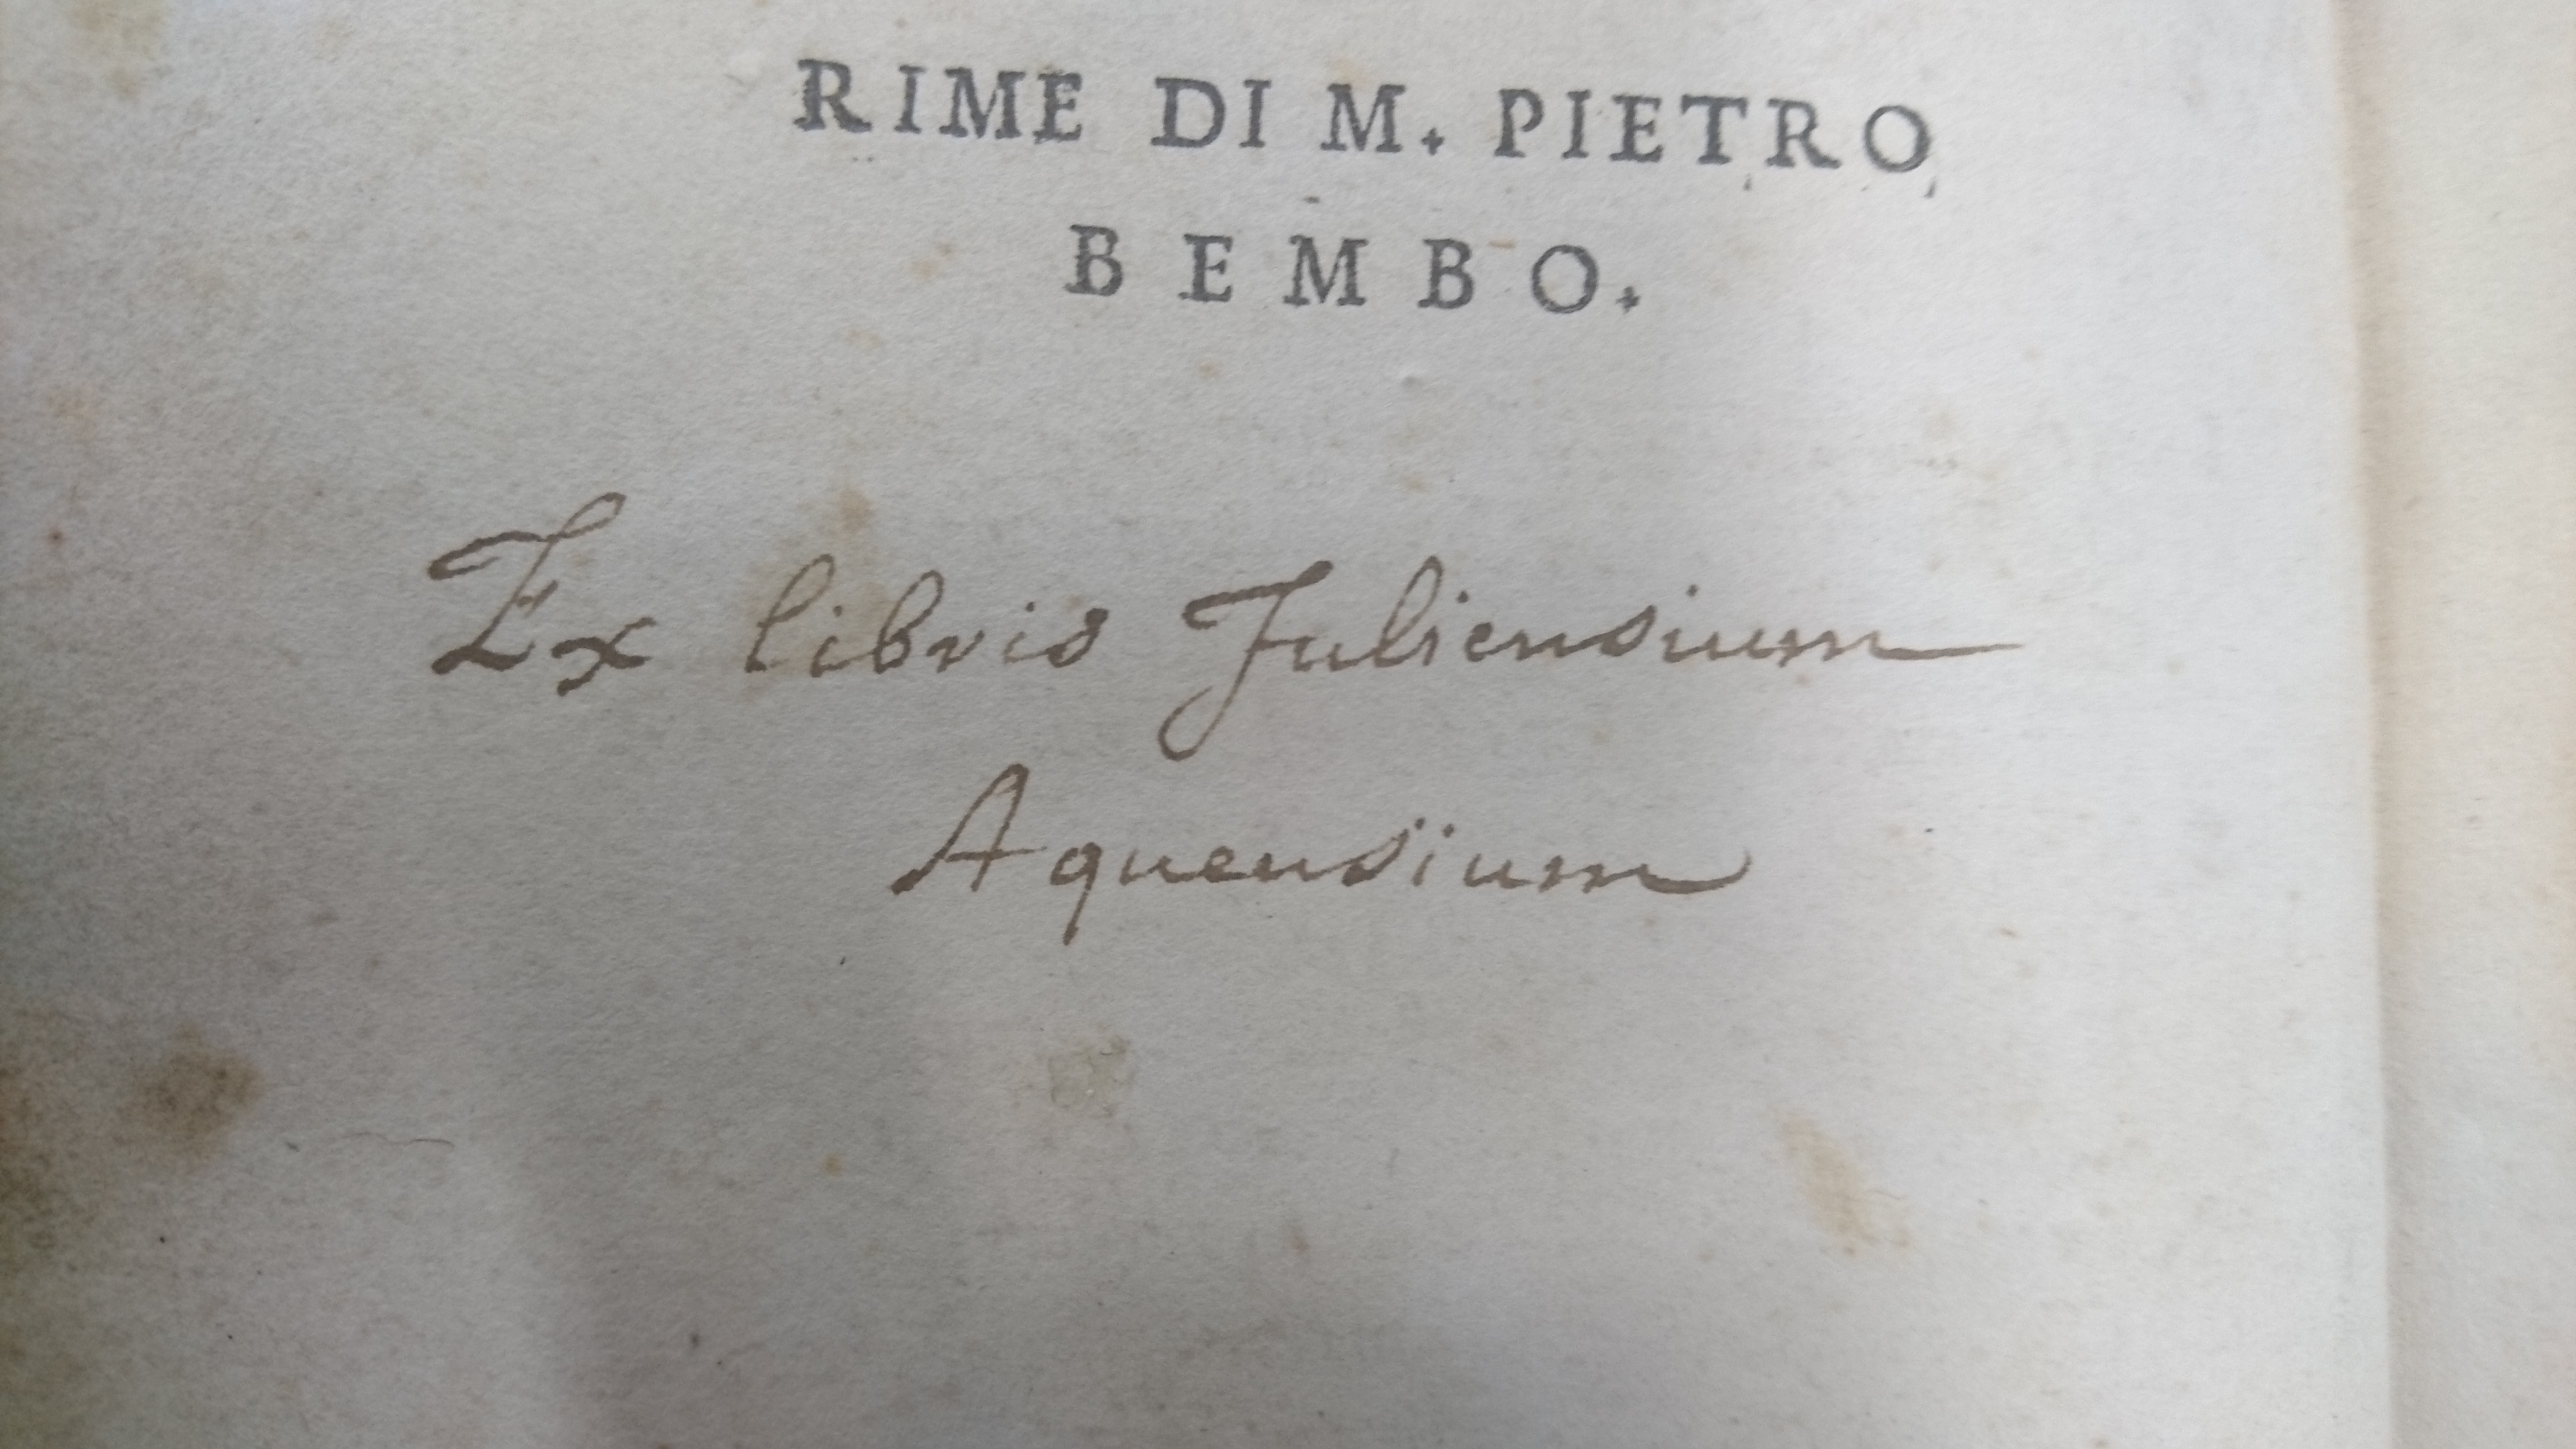 RIME DI M. PIETRO
BEMBO.
Ex libris Juliensium
Aquensium